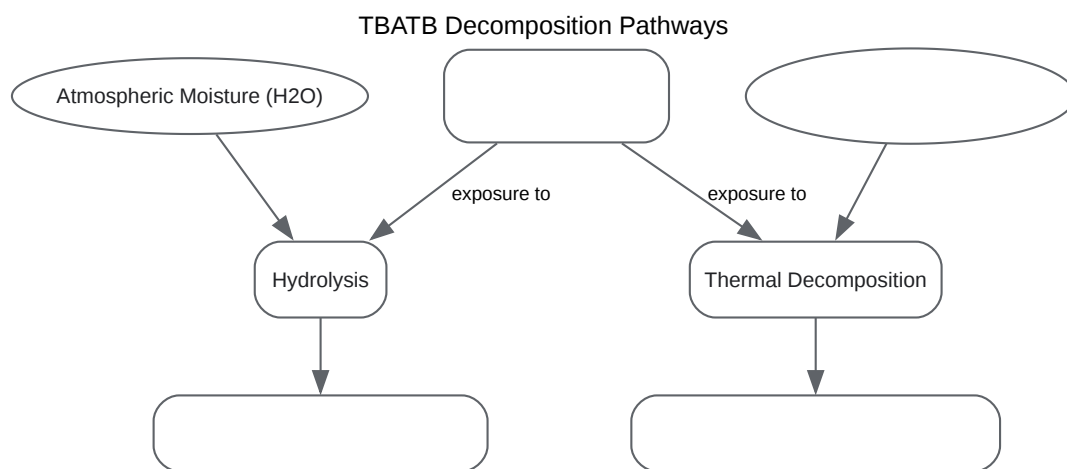 TBATB Decomposition Pathways
Atmospheric Moisture (H2O)
exposure to
exposure to
Hydrolysis
Thermal Decomposition